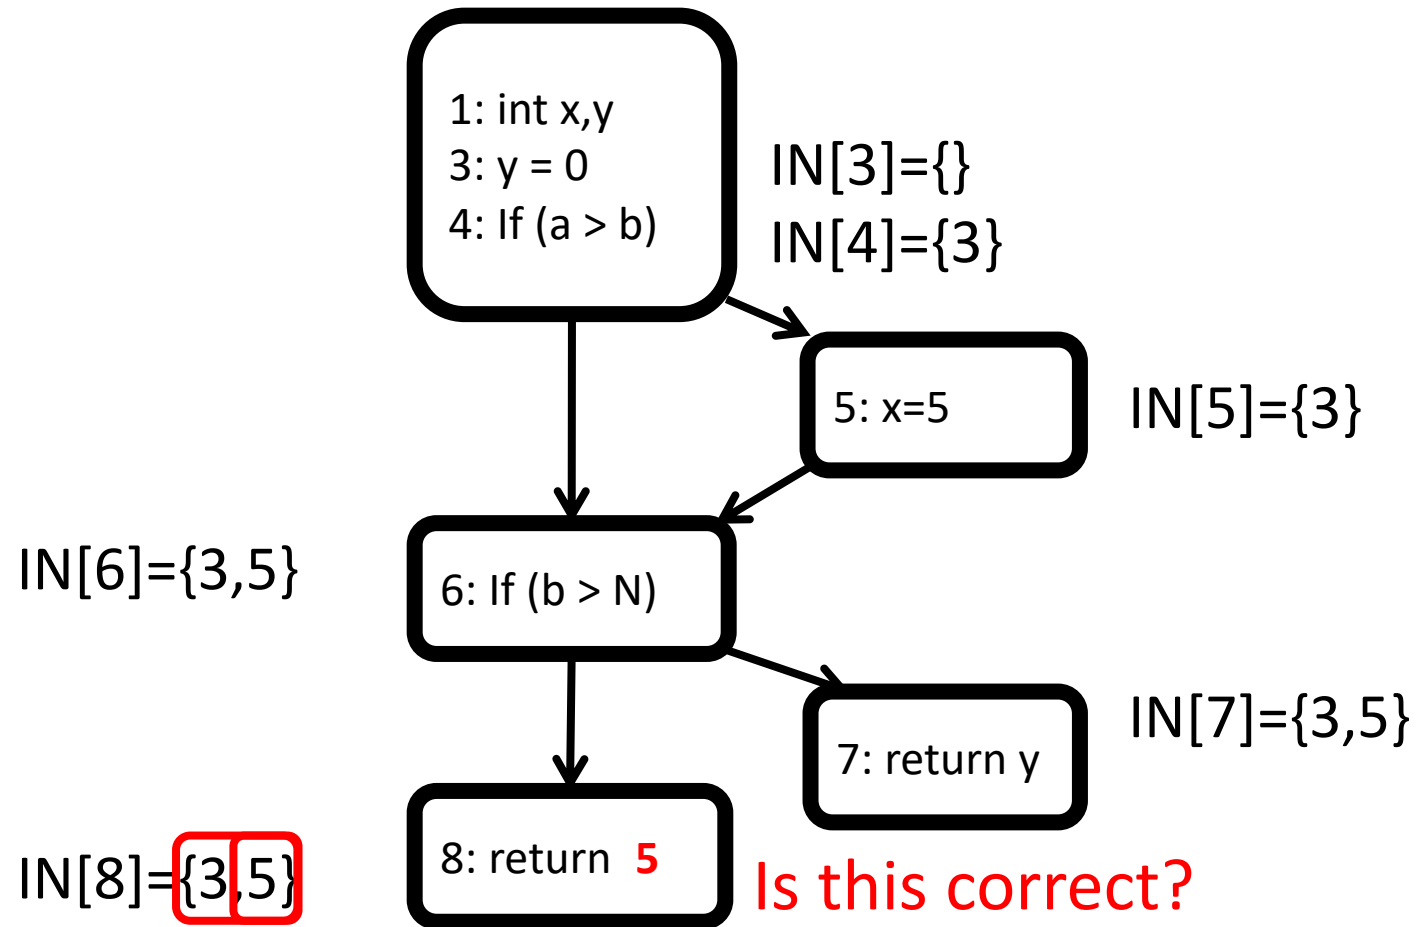 1: int x,y
3: y = 0
4: If (a > b)
IN[3]={}
IN[4]={3}
5: x=5
IN[5]={3}
IN[6]={3,5}
6: If (b > N)
7: return y
IN[7]={3,5}
IN[8]={3,5}
8: return 5
Is this correct?